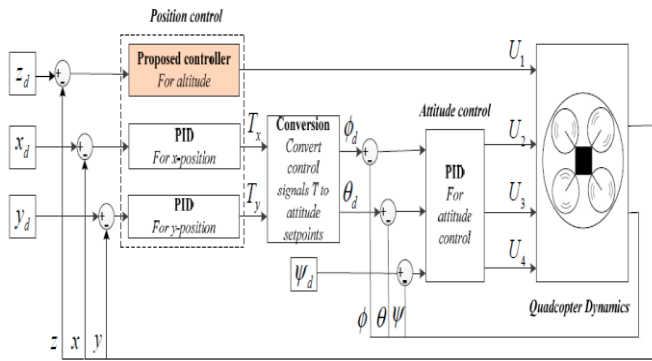 Position control
Proposed controller
For altitude
z_d
U_1
x_d
PID
For x-position
T_x
Conversion
Convert
control
signals T to
attitude
setpoints
ϕ_d
Attitude control
U_2
y_d
PID
For y-position
T_y
θ_d
PID
For
attitude
control
U_3
ψ_d
U_4
Quadcopter Dynamics
z x y
ϕ θ ψ